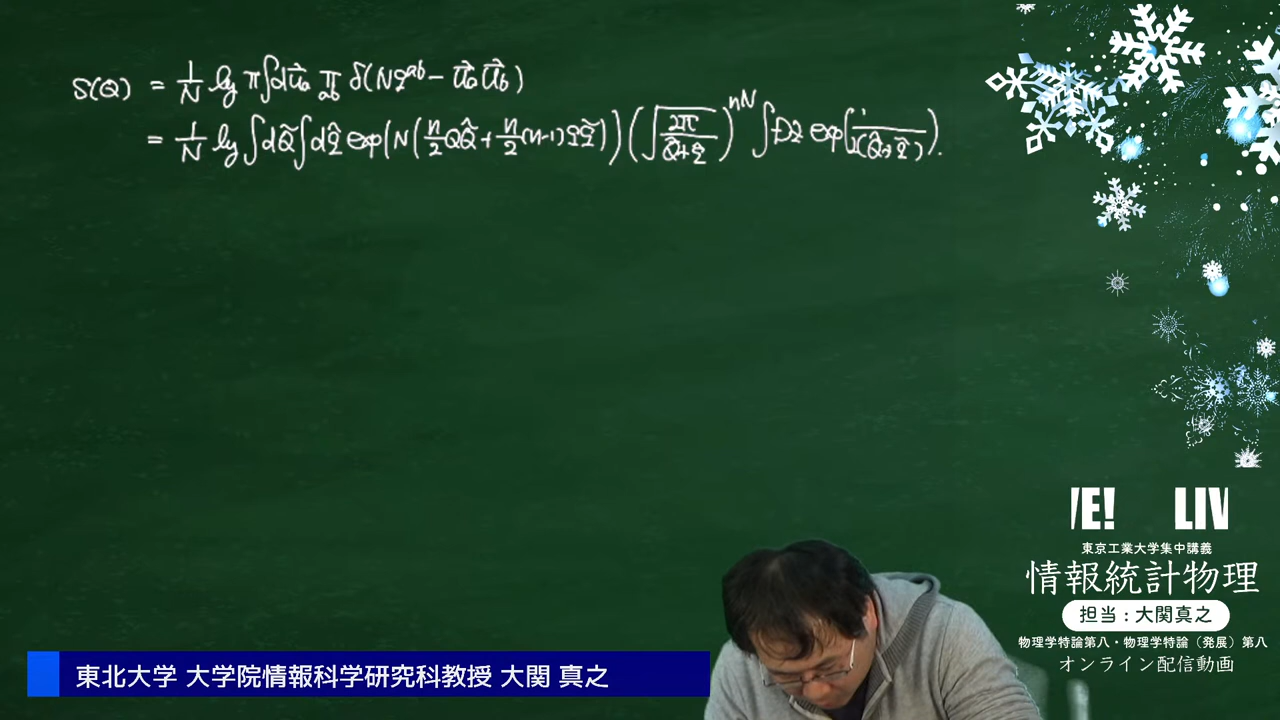 S(Q) = 1/N log π∫du⃗a π_ab δ(Nq^ab − u⃗a u⃗b)
= 1/N log∫dQ̃∫dq̂ exp(N(n/2 QQ̂ + n/2 (n-1) qq̃))(∫√(2π/(Q̂+q̂)))^nN ∫Dz exp(
VE! LIV
東京工業大学集中講義
情報統計物理
担当：大関真之
物理学特論第八・物理学特論（発展）第八
オンライン配信動画
東北大学 大学院情報科学研究科教授 大関 真之